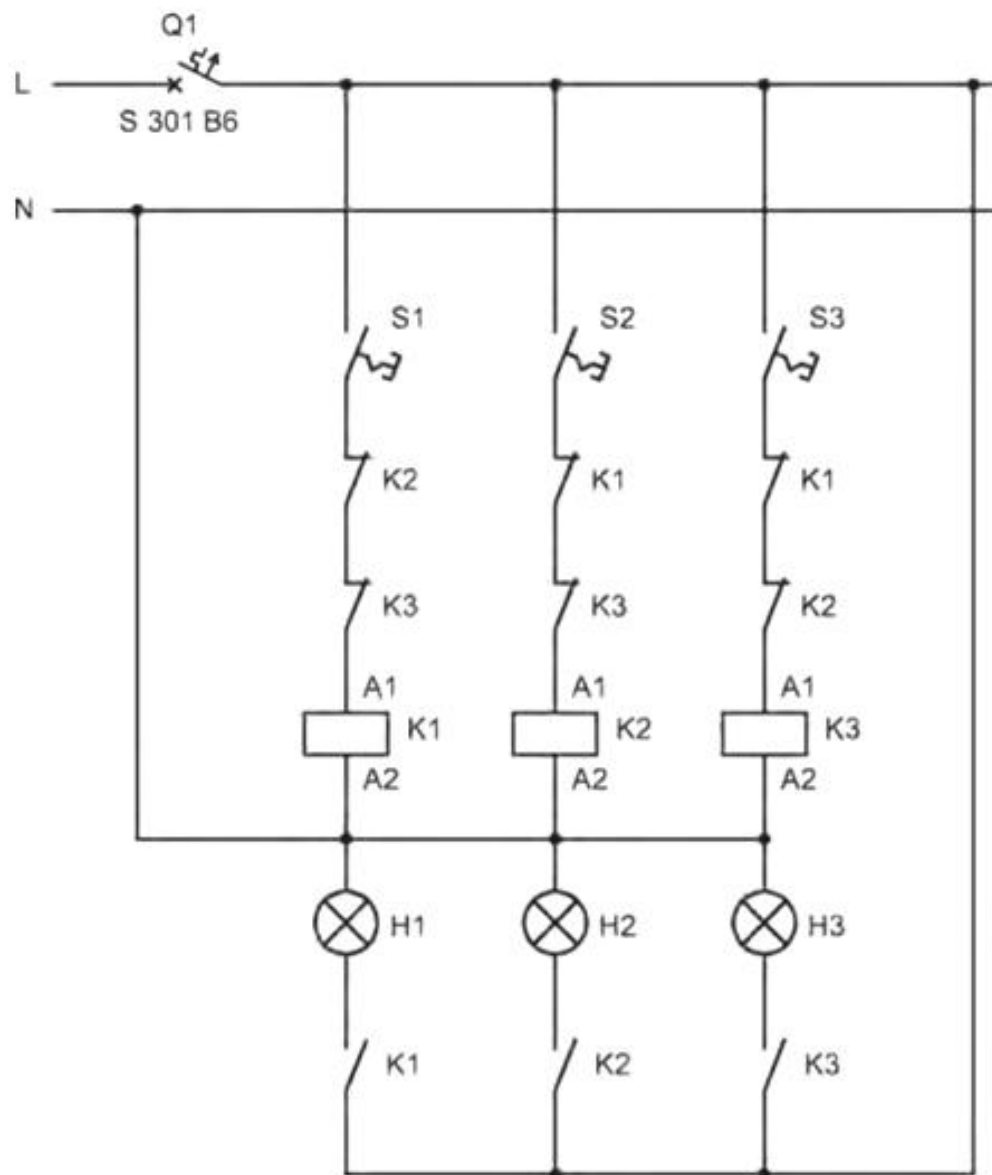 Q1
L
S 301 B6
N
S1 S2 S3
K2 K1 K1
K3 K3 K2
A1 A1 A1
K1 K2 K3
A2 A2 A2
H1 H2 H3
K1 K2 K3